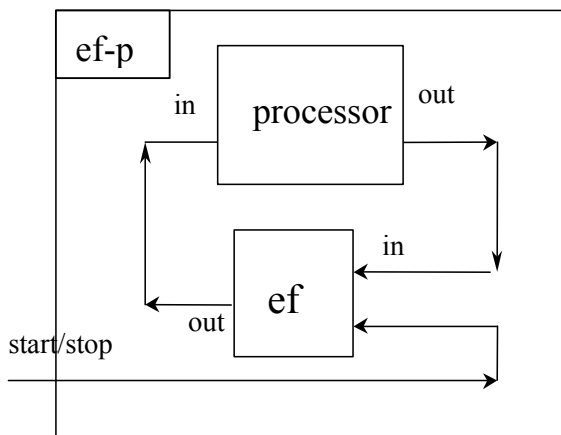 ef-p
in
processor
out
in
ef
out
start/stop